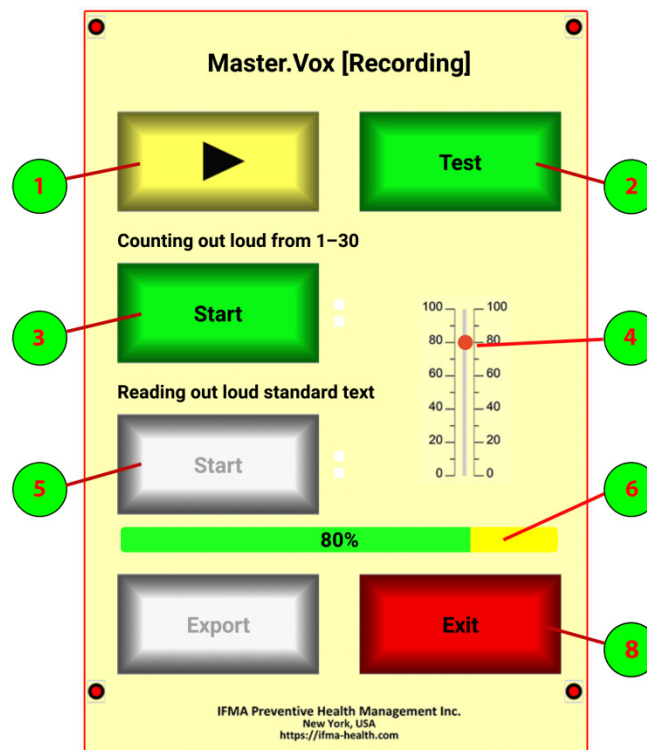 Master.Vox [Recording]
1
Test
2
Counting out loud from 1–30
3
Start
100 100
80 80
60 60
40 40
20 20
0 0
4
Reading out loud standard text
5
Start
6
80%
Export
Exit
8
IFMA Preventive Health Management Inc.
New York, USA
https://ifma-health.com